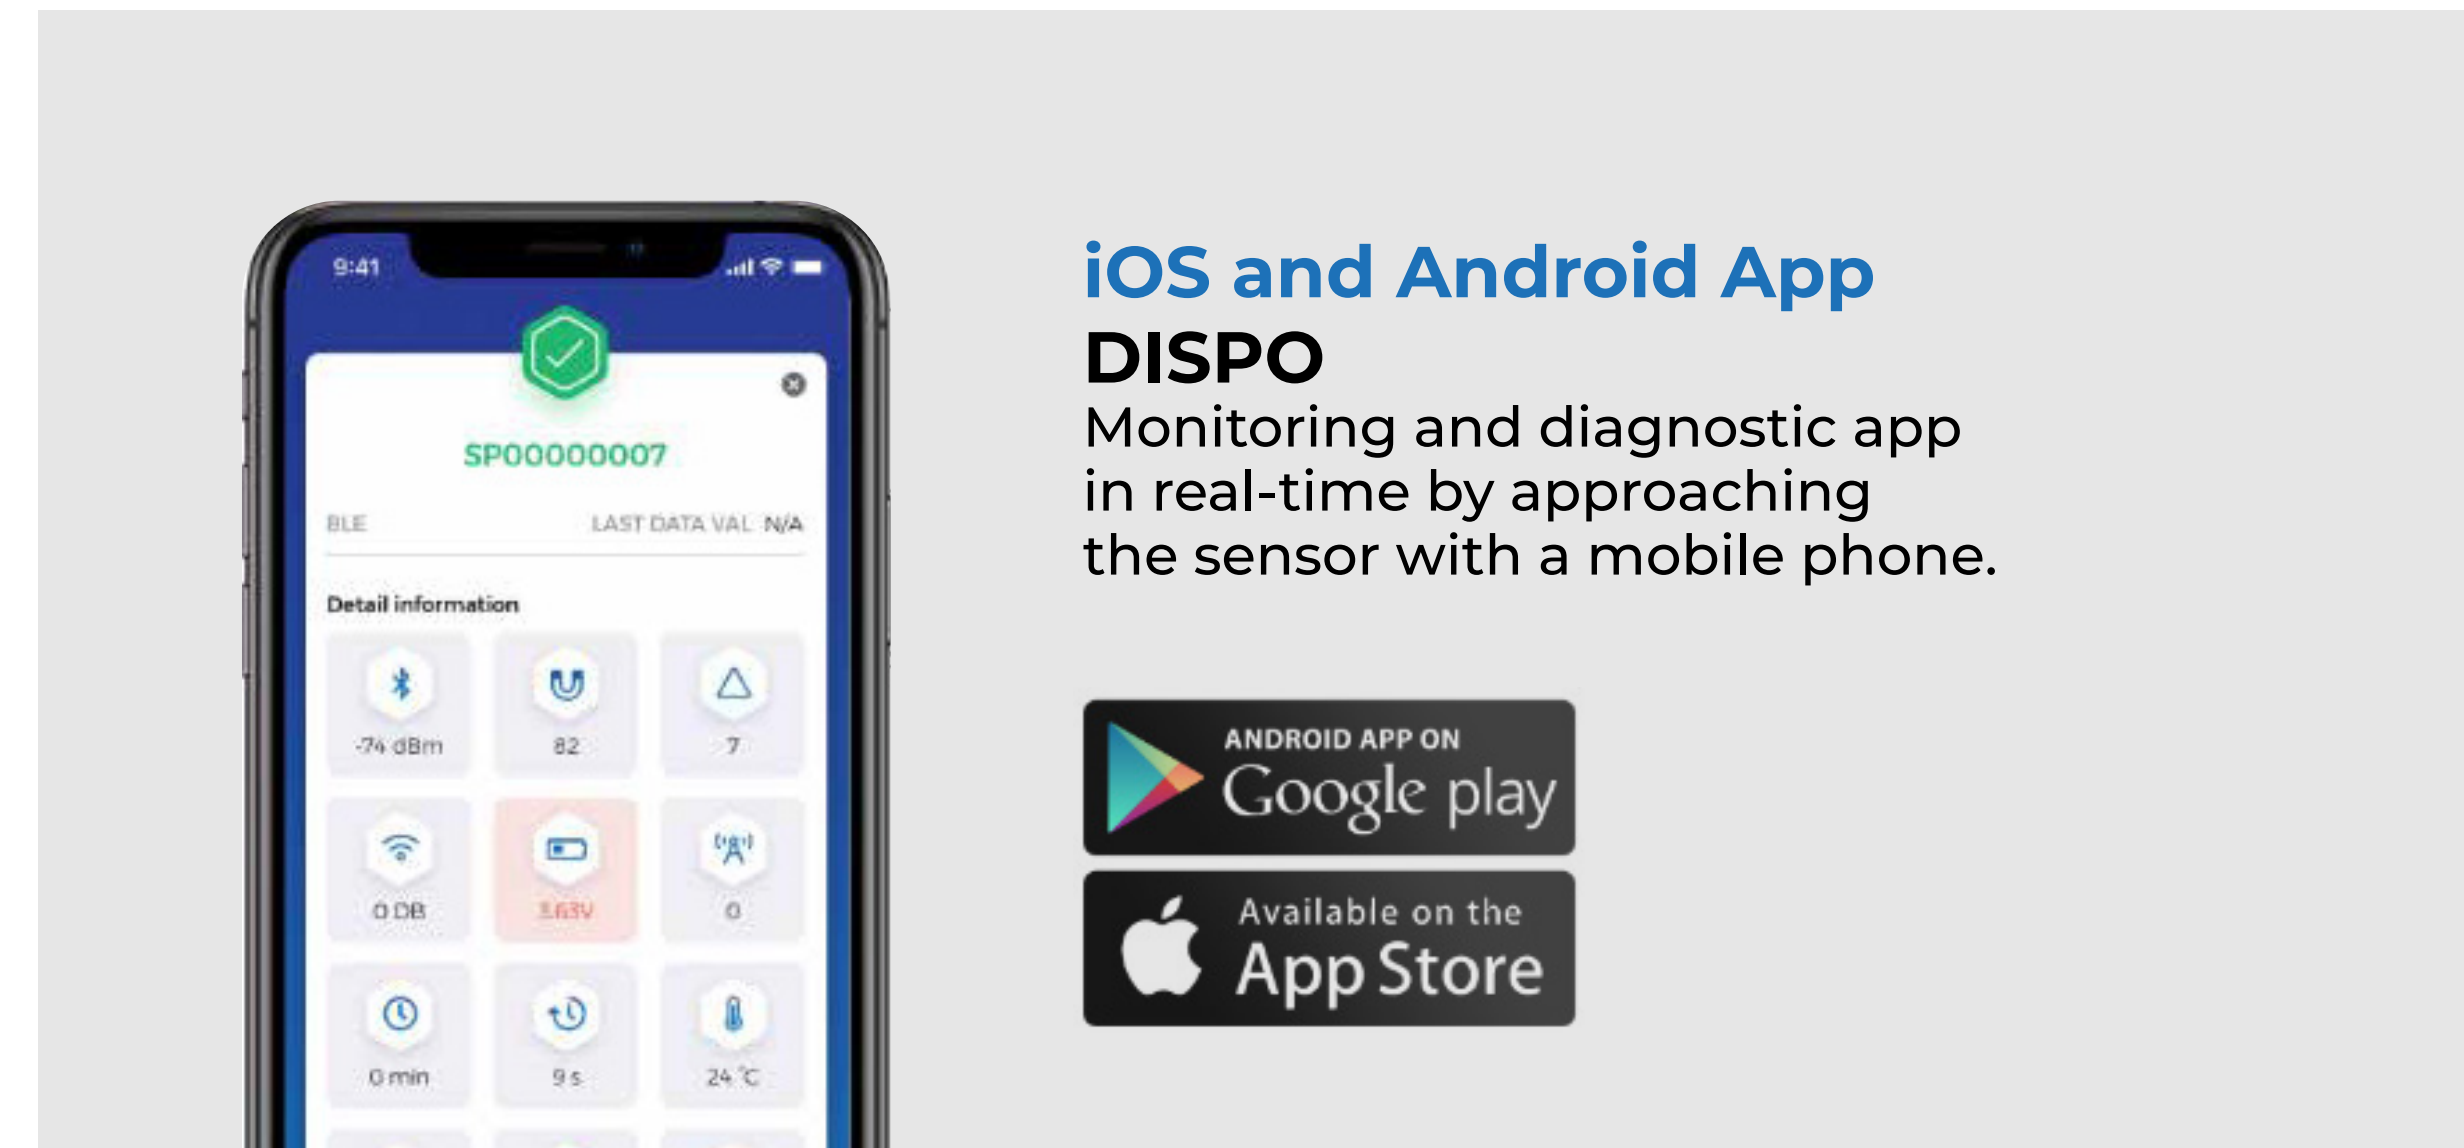 9:41
SP00000007
BLE LAST DATA VAL N/A
Detail information
-74 dBm 82 7
0 DB 3.63V 0
0 min 9 s 24 °C
iOS and Android App
DISPO
Monitoring and diagnostic app
in real-time by approaching
the sensor with a mobile phone.
ANDROID APP ON
Google play
Available on the
App Store